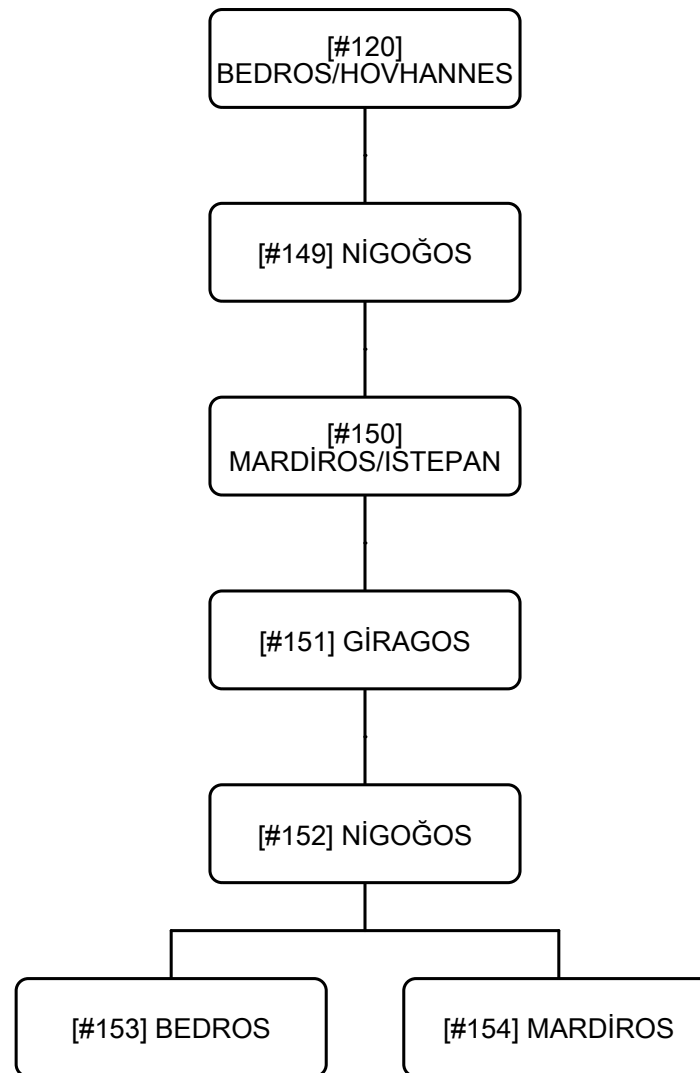 [#120]
BEDROS/HOVHANNES
[#149] NİGOĞOS
[#150]
MARDİROS/ISTEPAN
[#151] GİRAGOS
[#152] NİGOĞOS
[#153] BEDROS
[#154] MARDİROS